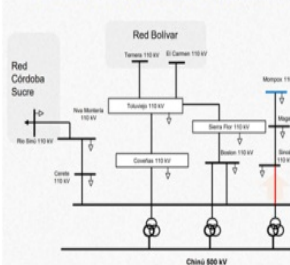 Red Bolívar
Ternera 110 kV
El Carmen 110 kV
Red
Córdoba
Sucre
Nva Montería
110 kV
Toluviejo 110 kV
Mompox 11
Sierra Flor 110 kV
Río Sinú 110 kV
Coveñas 110 kV
Boston 110 kV
Cereté
110 kV
Chinú 500 kV